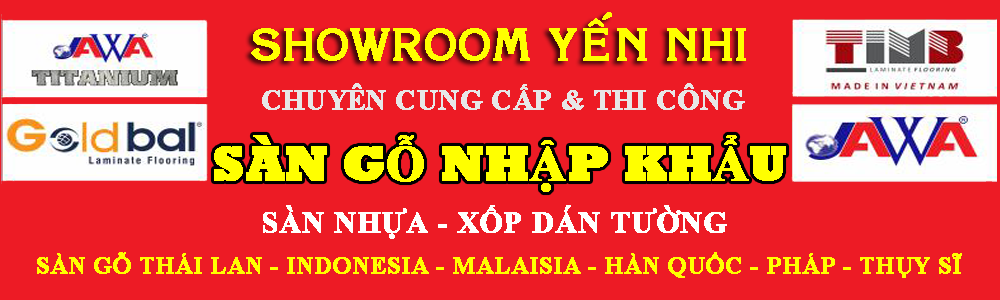 JAWA®
TITANIUM
Goldbal®
Laminate Flooring
SHOWROOM YẾN NHI
CHUYÊN CUNG CẤP & THI CÔNG
SÀN GỖ NHẬP KHẨU
SÀN NHỰA - XỐP DÁN TƯỜNG
SÀN GỖ THÁI LAN - INDONESIA - MALAISIA - HÀN QUỐC - PHÁP - THỤY SĨ
TIMB
LAMINATE FLOORING
MADE IN VIETNAM
JAWA®